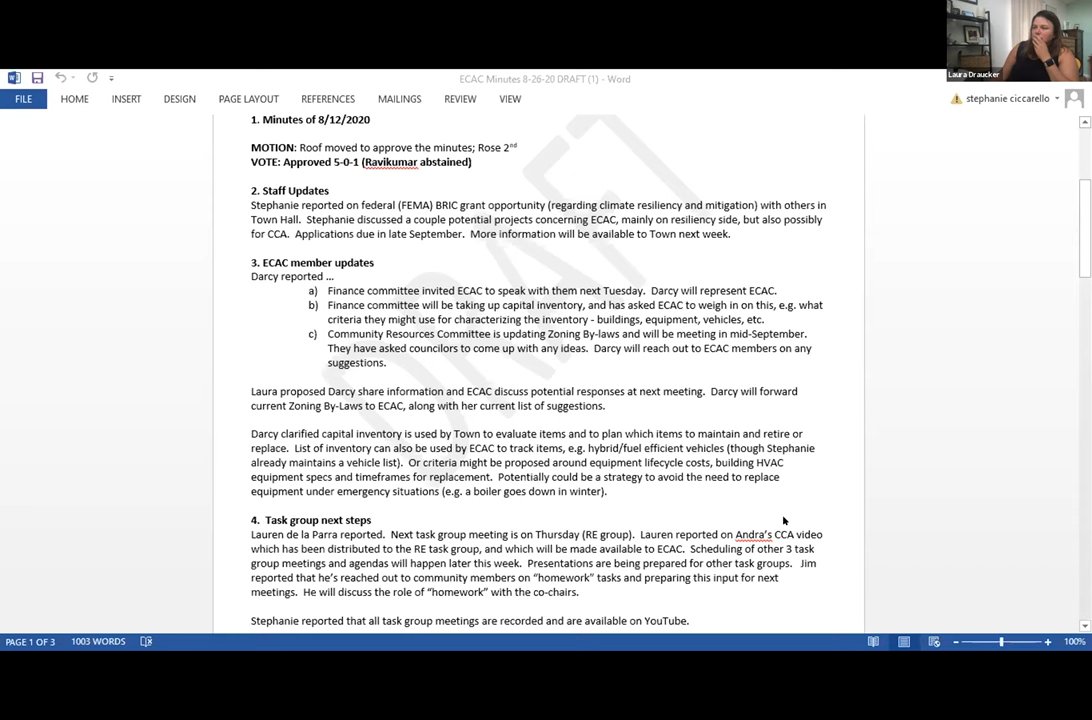 Laura Draucker
ECAC Minutes 8-26-20 DRAFT (1) - Word
FILE HOME INSERT DESIGN PAGE LAYOUT REFERENCES MAILINGS REVIEW VIEW stephanie ciccarello
1. Minutes of 8/12/2020
MOTION: Roof moved to approve the minutes; Rose 2nd
VOTE: Approved 5-0-1 (Ravikumar abstained)
2. Staff Updates
Stephanie reported on federal (FEMA) BRIC grant opportunity (regarding climate resiliency and mitigation) with others in
Town Hall. Stephanie discussed a couple potential projects concerning ECAC, mainly on resiliency side, but also possibly
for CCA. Applications due in late September. More information will be available to Town next week.
3. ECAC member updates
Darcy reported ...
a) Finance committee invited ECAC to speak with them next Tuesday. Darcy will represent ECAC.
b) Finance committee will be taking up capital inventory, and has asked ECAC to weigh in on this, e.g. what
criteria they might use for characterizing the inventory - buildings, equipment, vehicles, etc.
c) Community Resources Committee is updating Zoning By-laws and will be meeting in mid-September.
They have asked councilors to come up with any ideas. Darcy will reach out to ECAC members on any
suggestions.
Laura proposed Darcy share information and ECAC discuss potential responses at next meeting. Darcy will forward
current Zoning By-Laws to ECAC, along with her current list of suggestions.
Darcy clarified capital inventory is used by Town to evaluate items and to plan which items to maintain and retire or
replace. List of inventory can also be used by ECAC to track items, e.g. hybrid/fuel efficient vehicles (though Stephanie
already maintains a vehicle list). Or criteria might be proposed around equipment lifecycle costs, building HVAC
equipment specs and timeframes for replacement. Potentially could be a strategy to avoid the need to replace
equipment under emergency situations (e.g. a boiler goes down in winter).
4. Task group next steps
Lauren de la Parra reported. Next task group meeting is on Thursday (RE group). Lauren reported on Andra's CCA video
which has been distributed to the RE task group, and which will be made available to ECAC. Scheduling of other 3 task
group meetings and agendas will happen later this week. Presentations are being prepared for other task groups. Jim
reported that he's reached out to community members on "homework" tasks and preparing this input for next
meetings. He will discuss the role of "homework" with the co-chairs.
Stephanie reported that all task group meetings are recorded and are available on YouTube.
DRAFT
PAGE 1 OF 3 1003 WORDS 100%